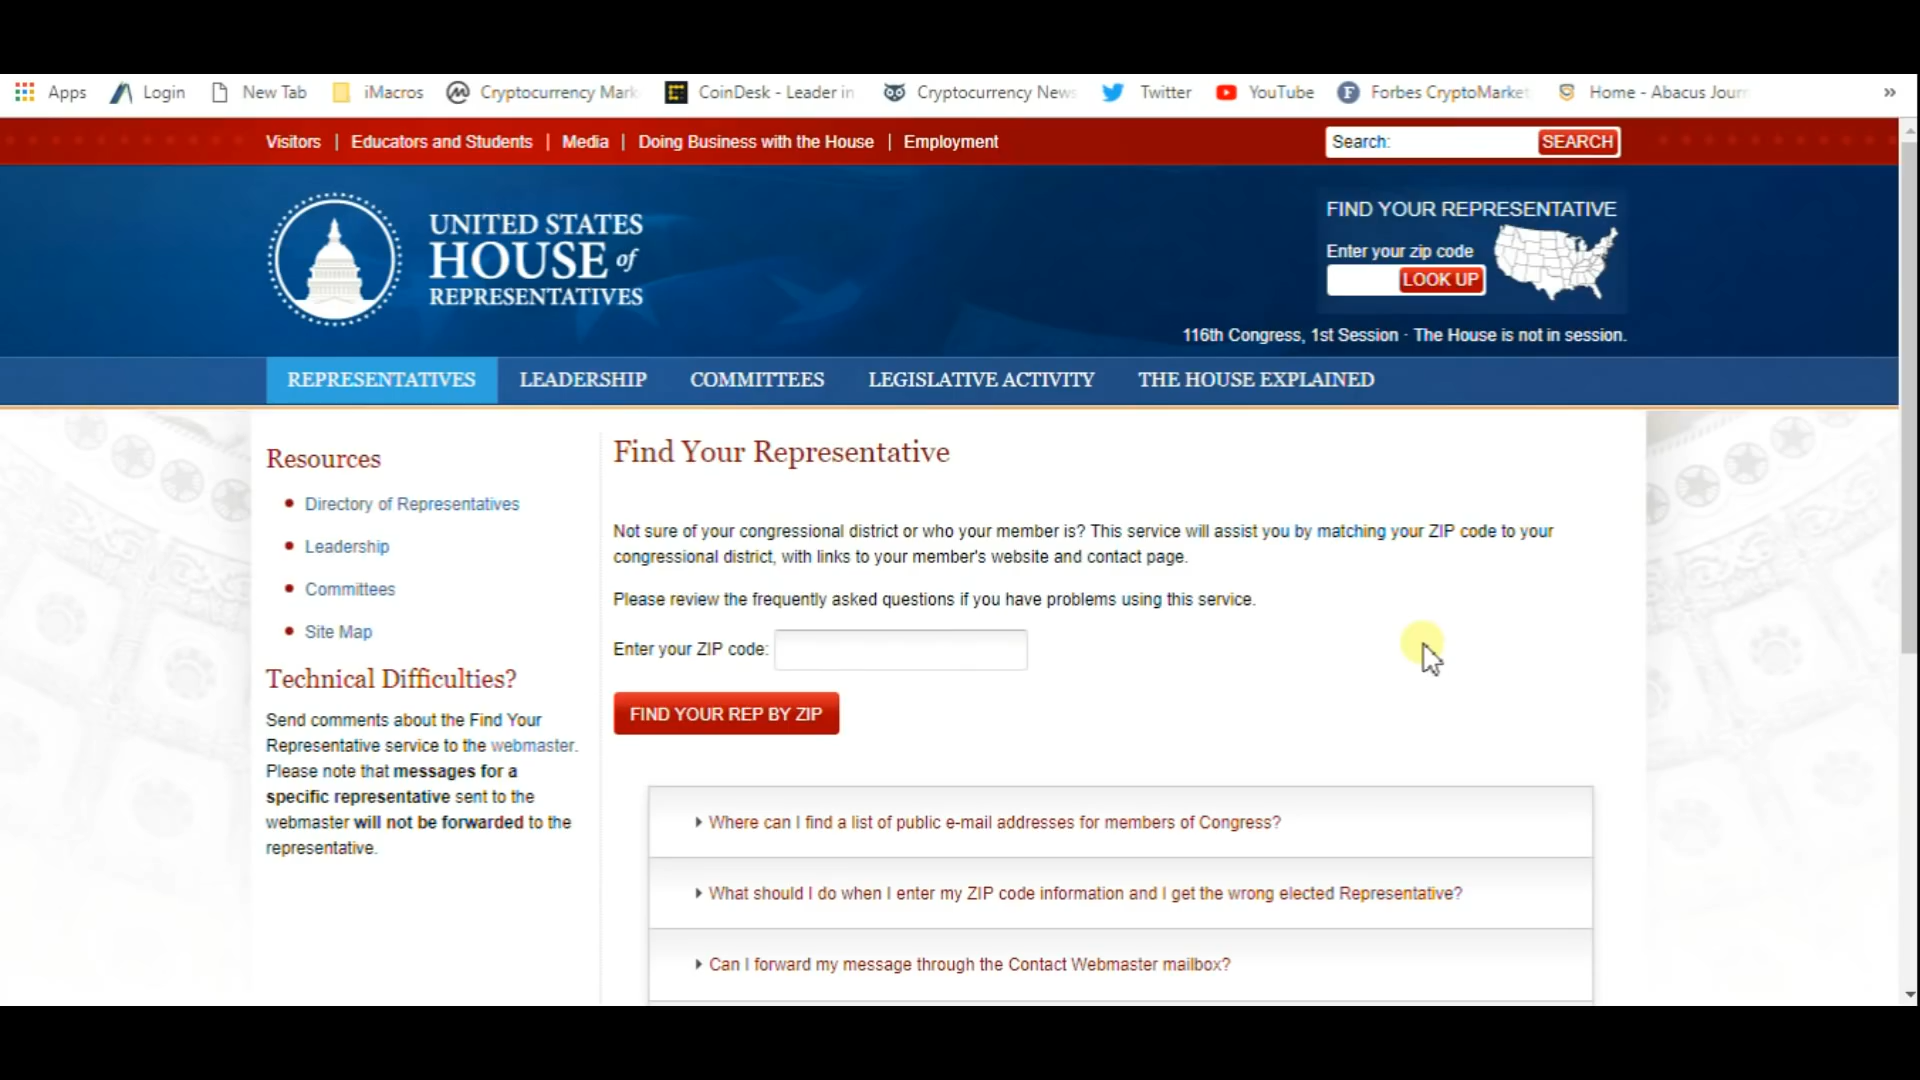 Apps Login New Tab iMacros Cryptocurrency Mark CoinDesk - Leader in Cryptocurrency News Twitter YouTube Forbes CryptoMarket Home - Abacus Jour »
Visitors | Educators and Students | Media | Doing Business with the House | Employment
Search: SEARCH
UNITED STATES
HOUSE of
REPRESENTATIVES
FIND YOUR REPRESENTATIVE
Enter your zip code
LOOK UP
116th Congress, 1st Session · The House is not in session.
REPRESENTATIVES LEADERSHIP COMMITTEES LEGISLATIVE ACTIVITY THE HOUSE EXPLAINED
Resources
Directory of Representatives
Leadership
Committees
Site Map
Technical Difficulties?
Send comments about the Find Your
Representative service to the webmaster.
Please note that messages for a
specific representative sent to the
webmaster will not be forwarded to the
representative.
Find Your Representative
Not sure of your congressional district or who your member is? This service will assist you by matching your ZIP code to your
congressional district, with links to your member's website and contact page.
Please review the frequently asked questions if you have problems using this service.
Enter your ZIP code:
FIND YOUR REP BY ZIP
Where can I find a list of public e-mail addresses for members of Congress?
What should I do when I enter my ZIP code information and I get the wrong elected Representative?
Can I forward my message through the Contact Webmaster mailbox?